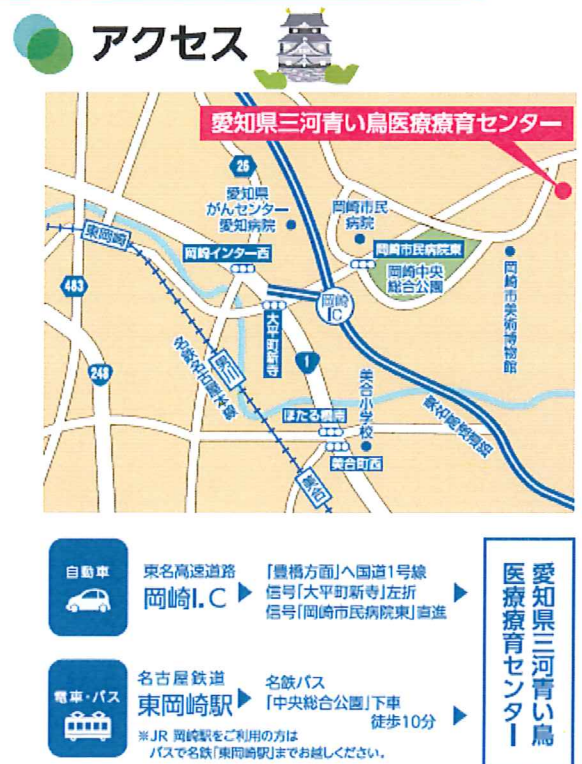 アクセス
愛知県三河青い鳥医療療育センター
26
愛知県
がんセンター
愛知病院
岡崎市民
病院
東岡崎
岡崎インター西
岡崎市民病院東
岡崎中央
総合公園
岡崎市美術博物館
483
岡崎
IC
大平町新寺
248
名鉄名古屋本線
男川
1
美合小学校
東名高速道路
ほたる橋南
美合町西
美合
自動車
東名高速道路
岡崎I.C
「豊橋方面」へ国道1号線
信号「大平町新寺」左折
信号「岡崎市民病院東」直進
電車・バス
名古屋鉄道
東岡崎駅
※JR 岡崎駅をご利用の方は
バスで名鉄「東岡崎駅」までお越しください。
名鉄バス
「中央総合公園」下車
徒歩10分
愛知県三河青い鳥
医療療育センター